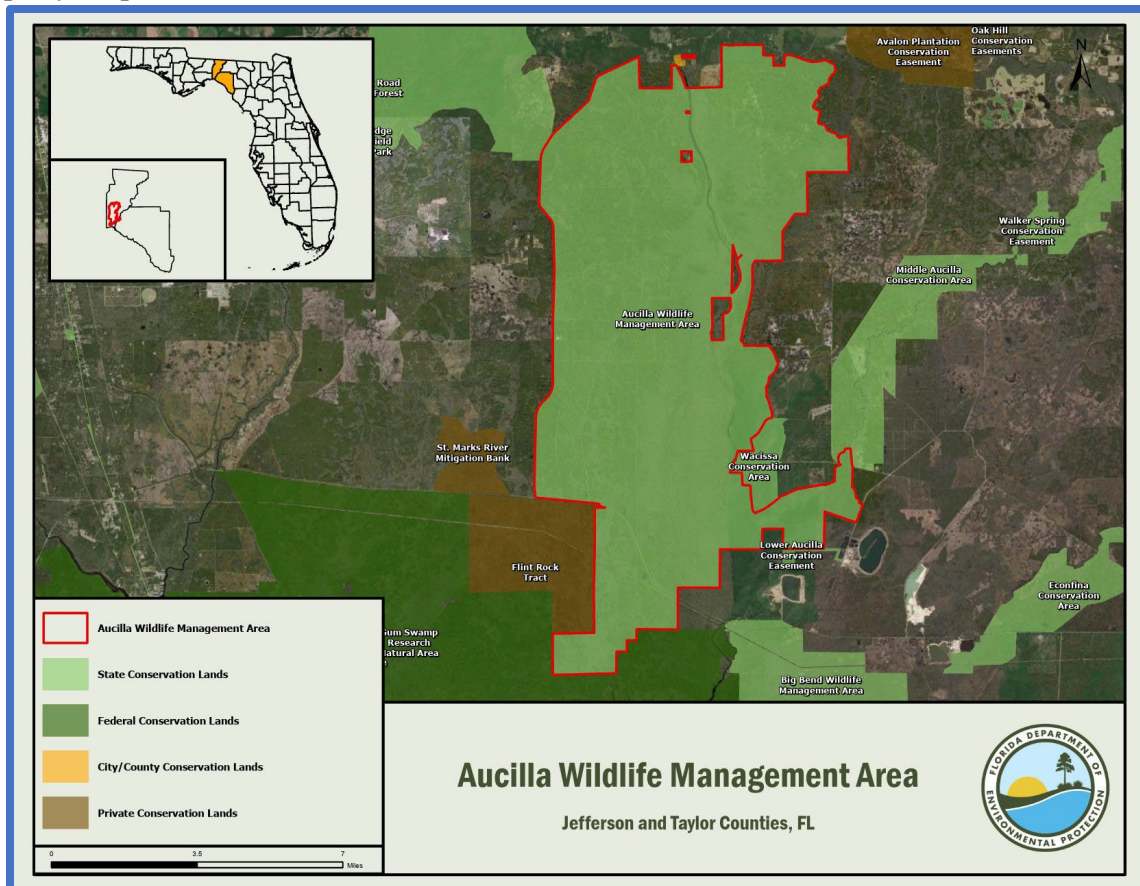 Avalon Plantation
Conservation
Easement
Oak Hill
Conservation
Easements
N
Road
Forest
dge
ield
Park
Walker Spring
Conservation
Easement
Middle Aucilla
Conservation Area
Aucilla Wildlife
Management Area
St. Marks River
Mitigation Bank
Wacissa
Conservation
Area
Flint Rock
Tract
Lower Aucilla
Conservation
Easement
Econfina
Conservation
Area
Gum Swamp
Research
Natural Area
Big Bend Wildlife
Management Area
Aucilla Wildlife Management Area
State Conservation Lands
Federal Conservation Lands
City/County Conservation Lands
Private Conservation Lands
0 3.5 7
Miles
Aucilla Wildlife Management Area
Jefferson and Taylor Counties, FL
FLORIDA DEPARTMENT OF
ENVIRONMENTAL PROTECTION